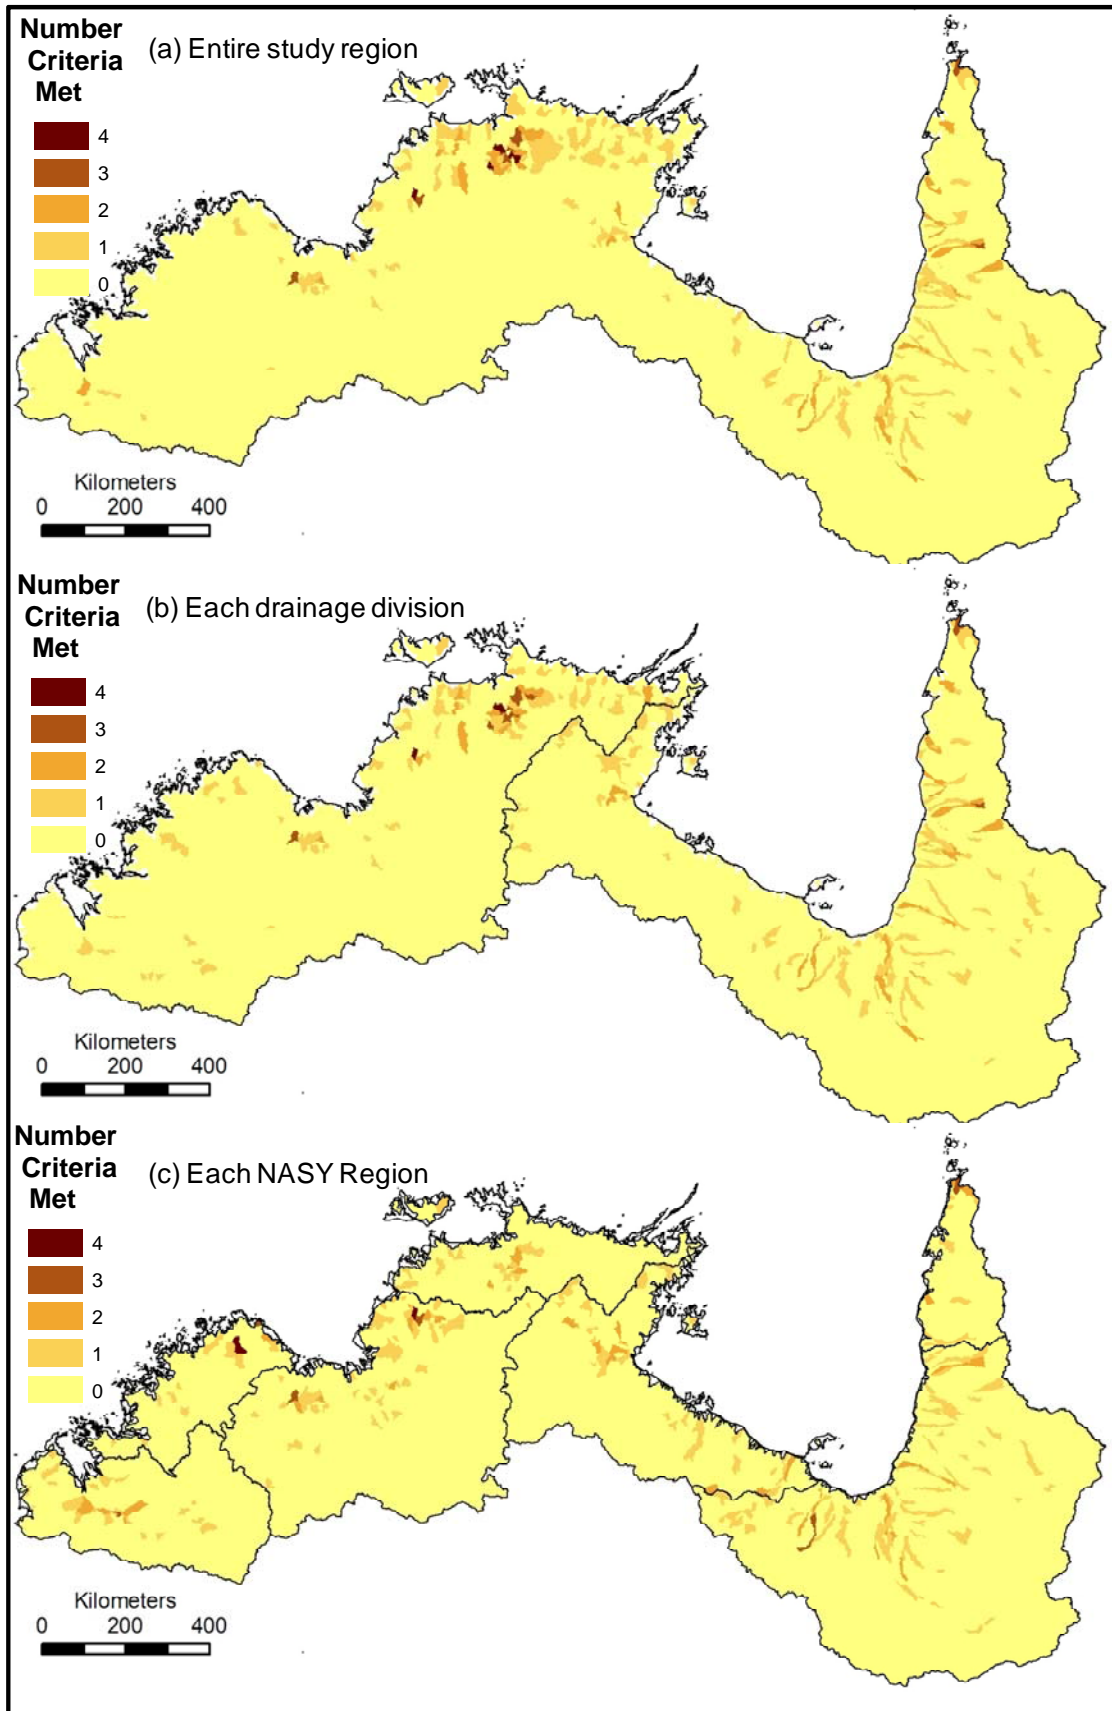 Number
Criteria
Met
(a) Entire study region
4
3
2
1
0
Kilometers
0 200 400
Number
Criteria
Met
(b) Each drainage division
4
3
2
1
0
Kilometers
0 200 400
Number
Criteria
Met
(c) Each NASY Region
4
3
2
1
0
Kilometers
0 200 400